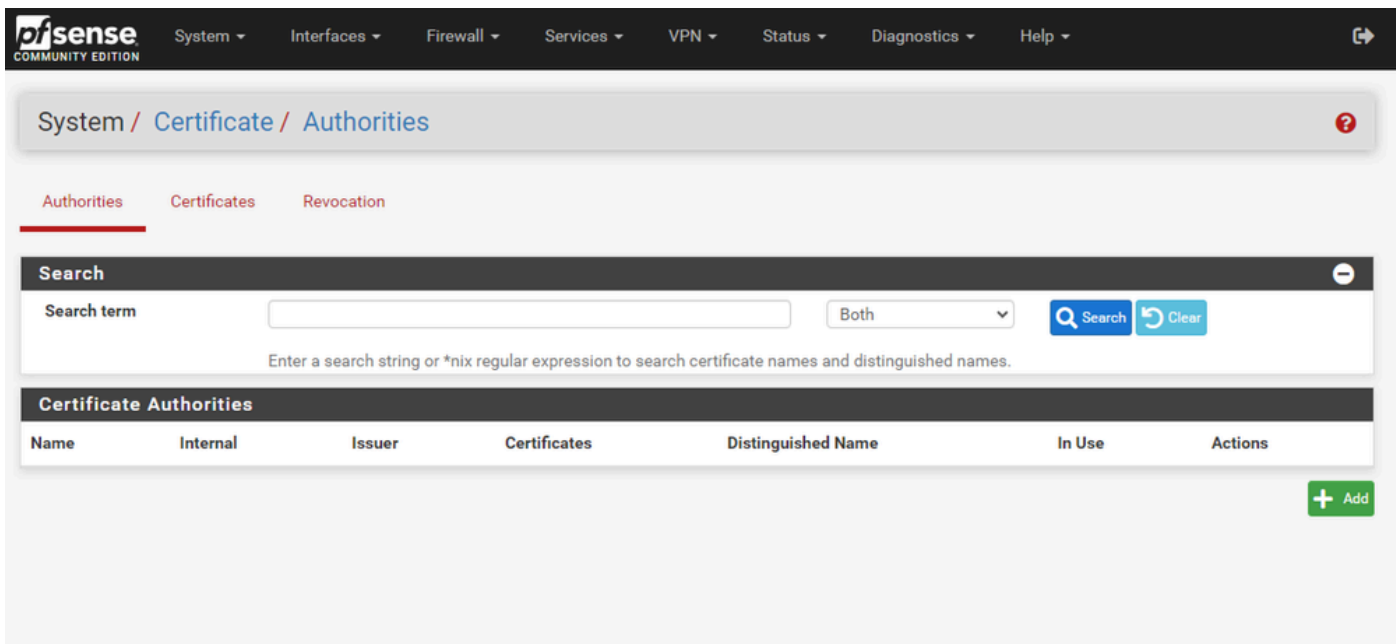 pfsense
COMMUNITY EDITION
System Interfaces Firewall Services VPN Status Diagnostics Help
System / Certificate / Authorities
Authorities Certificates Revocation
Search
Search term Both Search Clear
Enter a search string or *nix regular expression to search certificate names and distinguished names.
Certificate Authorities
Name Internal Issuer Certificates Distinguished Name In Use Actions
Add